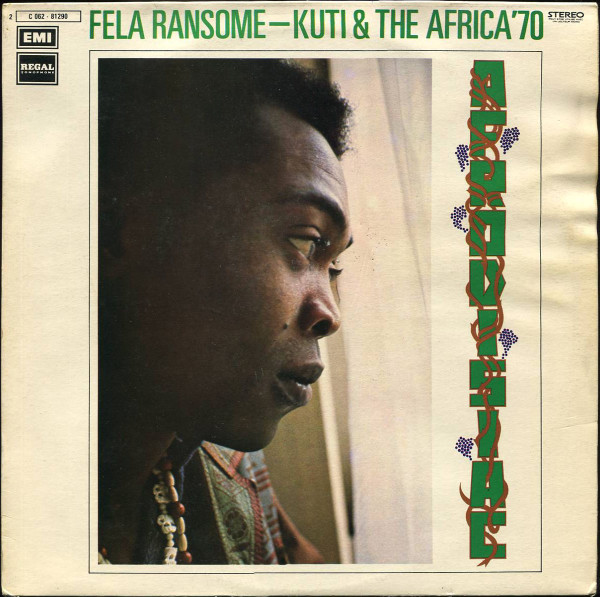 2 C 062 - 81290
EMI
REGAL
ZONOPHONE
FELA RANSOME-KUTI & THE AFRICA'70
STEREO
AFRODISIAC